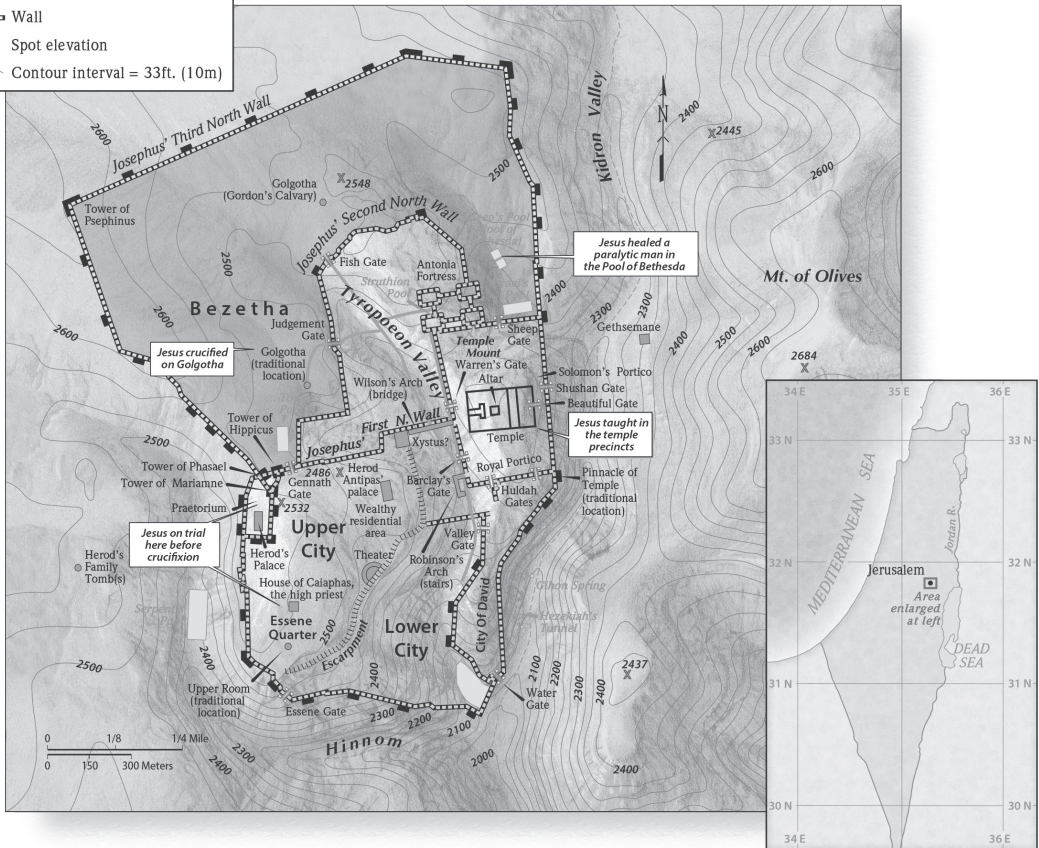 Wall
Spot elevation
Contour interval = 33ft. (10m)
Josephus' Third North Wall
2600
Kidron Valley
N
2400
2445
2600
2500
Golgotha
(Gordon's Calvary)
2548
Tower of
Psephinus
Josephus' Second North Wall
Jesus healed a
paralytic man in
the Pool of Bethesda
Fish Gate
Antonia
Fortress
Struthion
Pool
2500
Mt. of Olives
Bezetha
Tyropoeon Valley
2400
2300
2300
Gethsemane
2400
2500
2600
2684
2600
2600
Judgement
Gate
Sheep
Gate
Temple
Mount
Jesus crucified
on Golgotha
Golgotha
(traditional
location)
Warren's Gate
Altar
Solomon's Portico
Shushan Gate
Beautiful Gate
Wilson's Arch
(bridge)
Tower of
Hippicus
Josephus' First N. Wall
Xystus?
Temple
Jesus taught in
the temple
precincts
2500
Tower of Phasael
Tower of Mariamne
Praetorium
2486
Gennath
Gate
2532
Herod
Antipas
palace
Barclay's
Gate
Royal Portico
Huldah
Gates
Pinnacle of
Temple
(traditional
location)
Upper
City
Wealthy
residential
area
Jesus on trial
here before
crucifixion
Valley
Gate
Herod's
Family
Tomb(s)
Herod's
Palace
Theater
Robinson's
Arch
(stairs)
Gihon Spring
House of Caiaphas,
the high priest
City Of David
Hezekiah's
Tunnel
Essene
Quarter
2500
Escarpment
Lower
City
2400
2500
2400
2100
2200
2300
2400
2437
Upper Room
(traditional
location)
Essene Gate
Water
Gate
2300
2200
2100
Hinnom
2000
2300
2400
2400
0 1/8 1/4 Mile
0 150 300 Meters
34 E 35 E 36 E
33 N 33 N
MEDITERRANEAN SEA
Jordan R.
32 N 32 N
Jerusalem
Area
enlarged
at left
DEAD
SEA
31 N 31 N
30 N 30 N
34 E 36 E